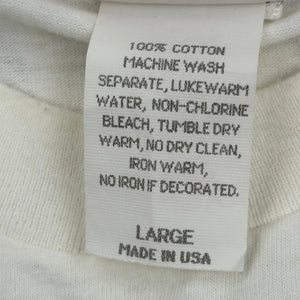 100% COTTON
MACHINE WASH
SEPARATE, LUKEWARM
WATER, NON-CHLORINE
BLEACH, TUMBLE DRY
WARM, NO DRY CLEAN,
IRON WARM,
NO IRON IF DECORATED.
LARGE
MADE IN USA